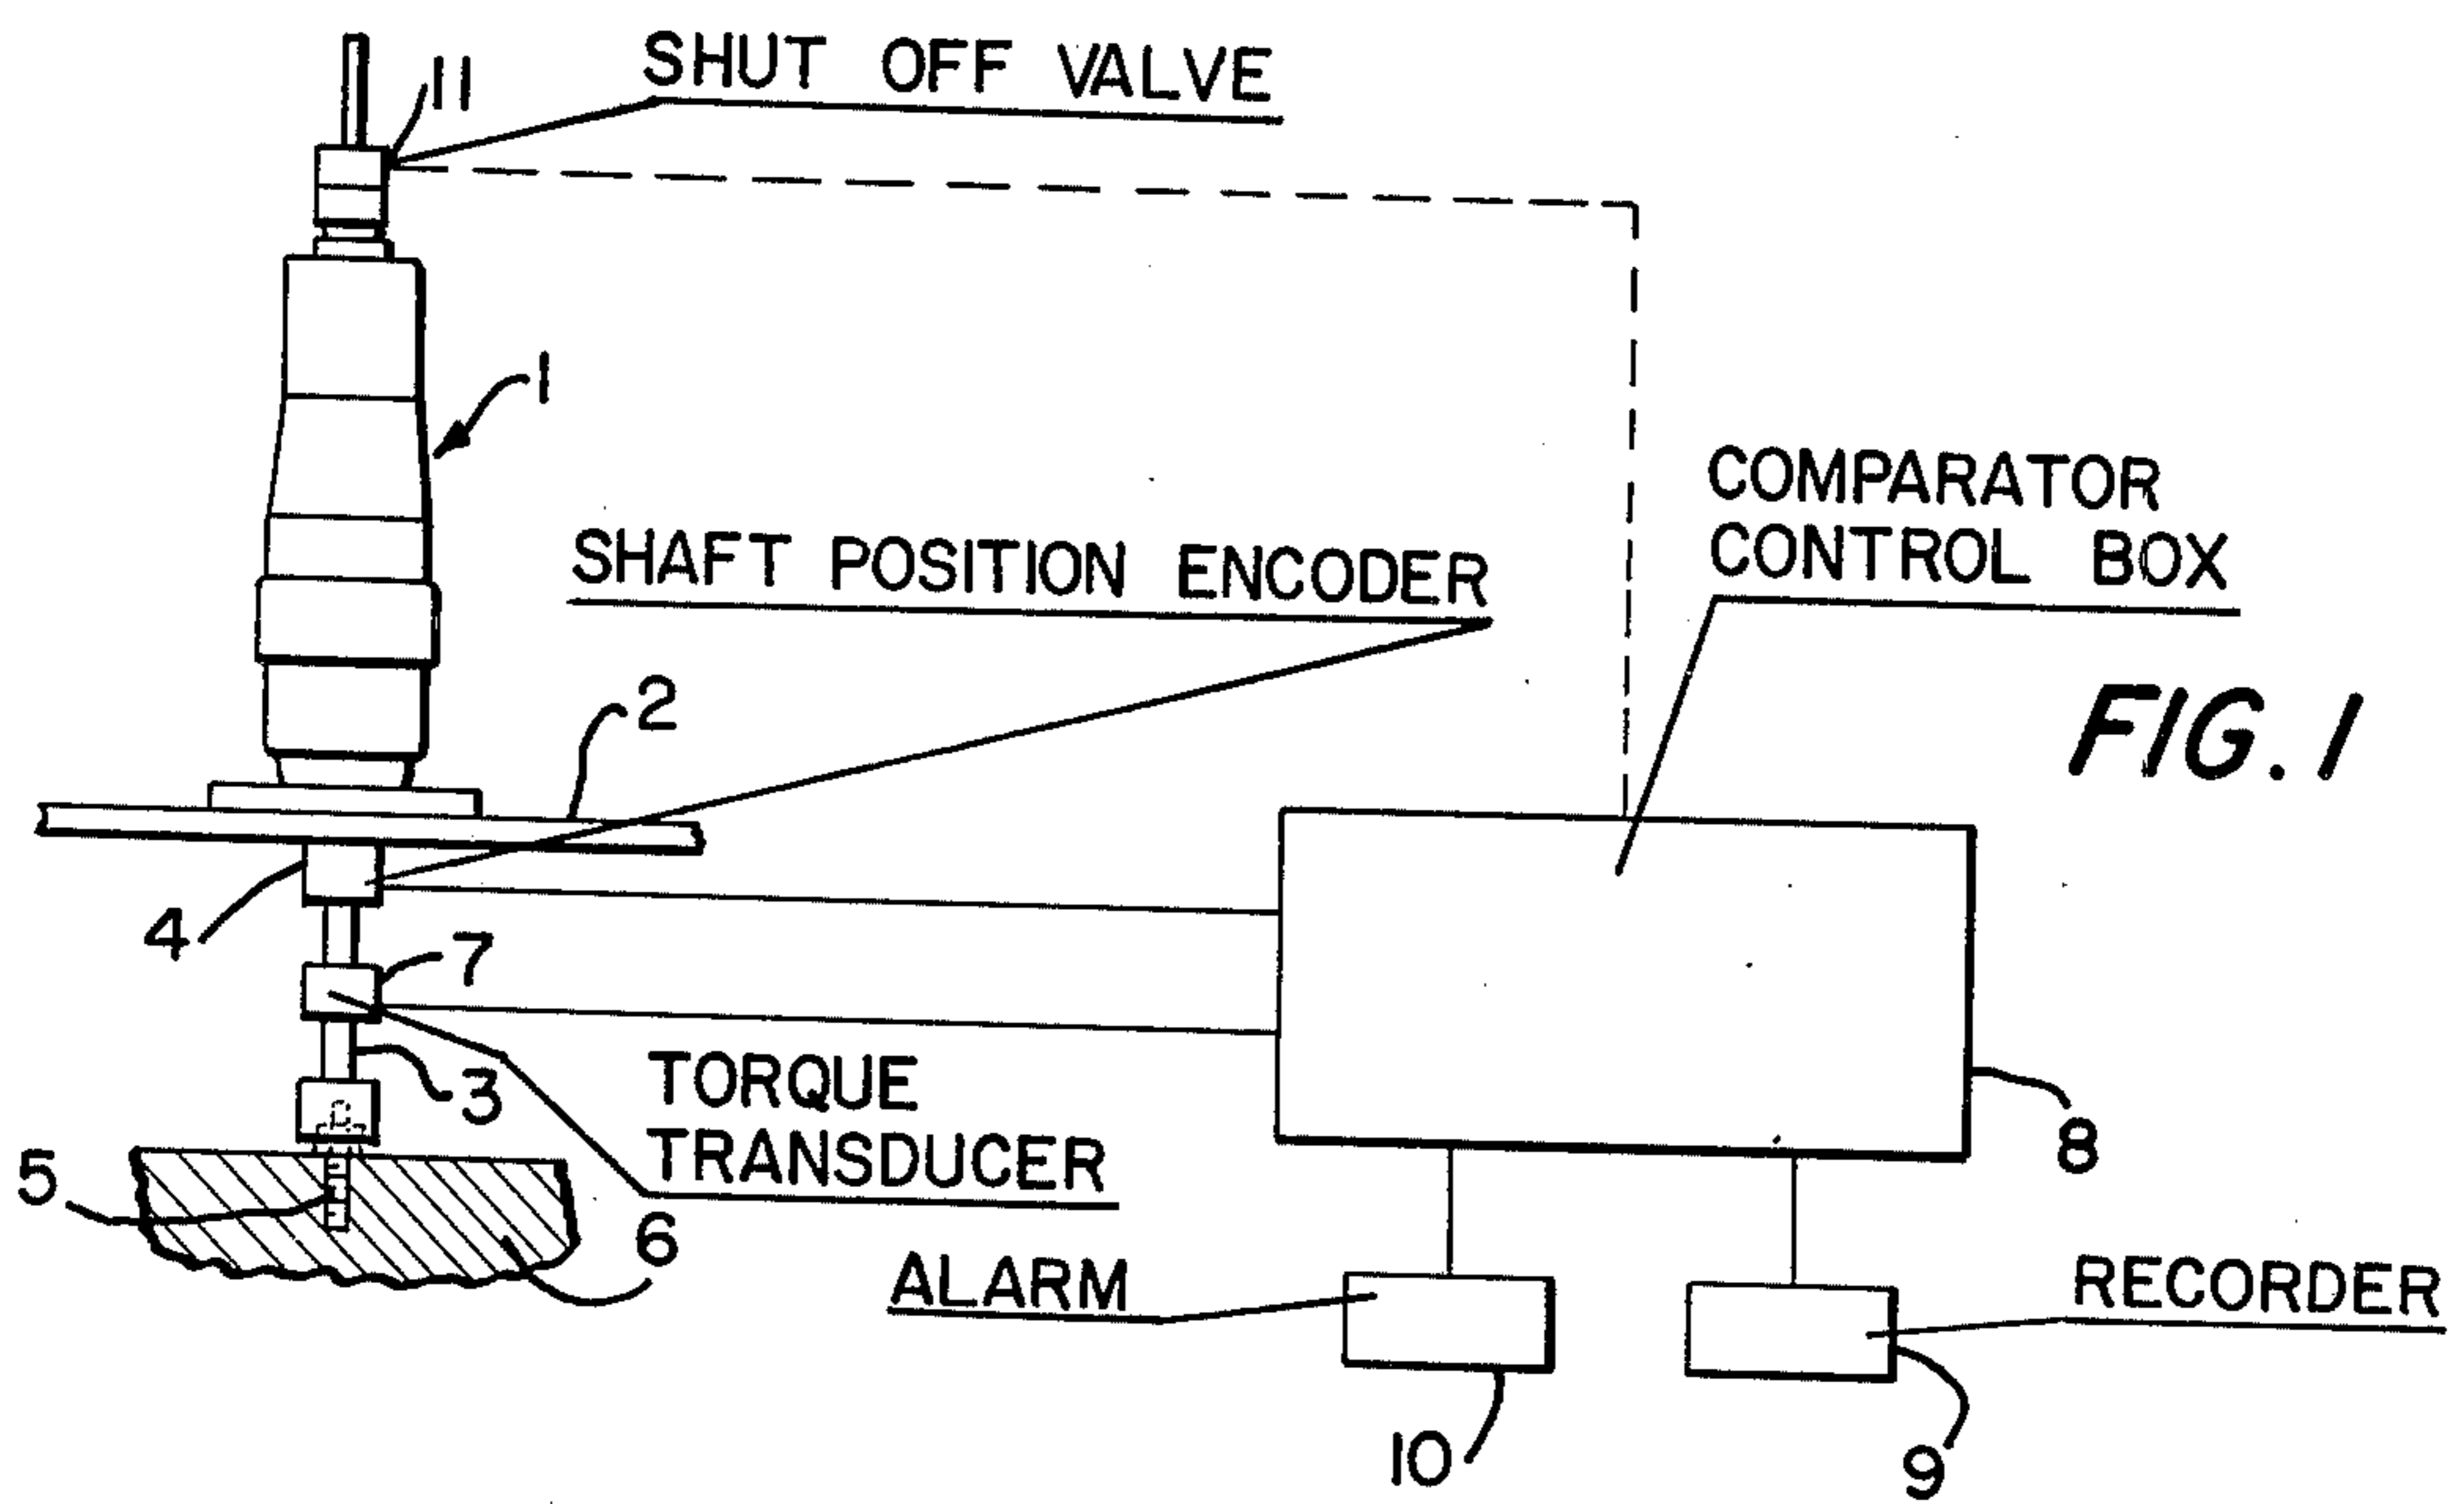 11
SHUT OFF VALVE
1
SHAFT POSITION ENCODER
COMPARATOR
CONTROL BOX
2
FIG. 1
4
7
3
TORQUE
TRANSDUCER
5
6
8
ALARM
RECORDER
10
9